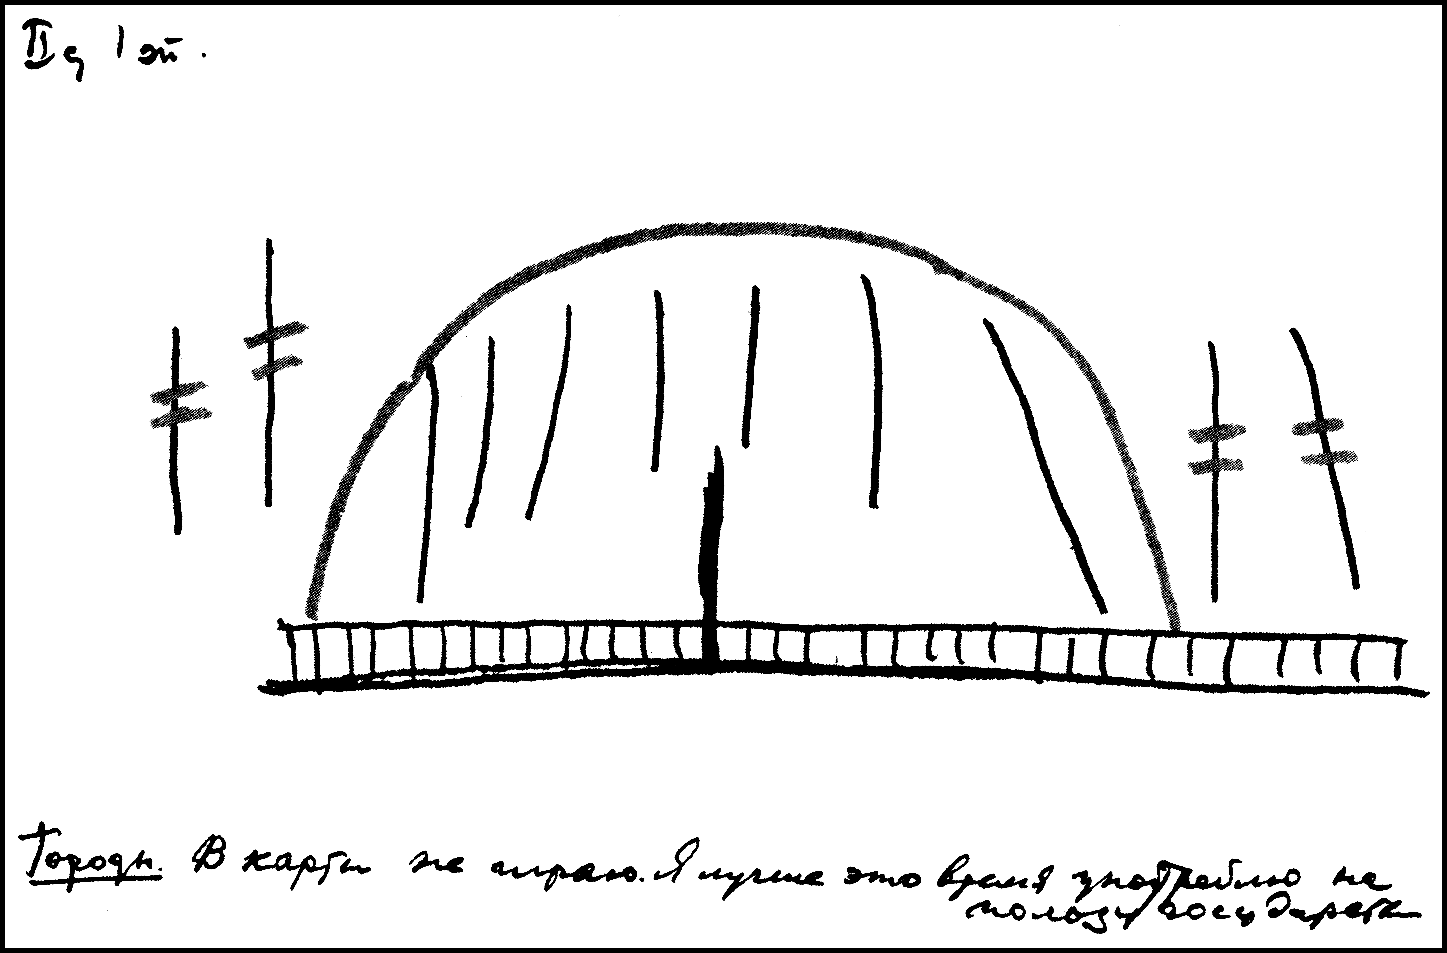 II д 1 эп.
Городн. В карты не играю. Я лучше это время употреблю на
пользу государства